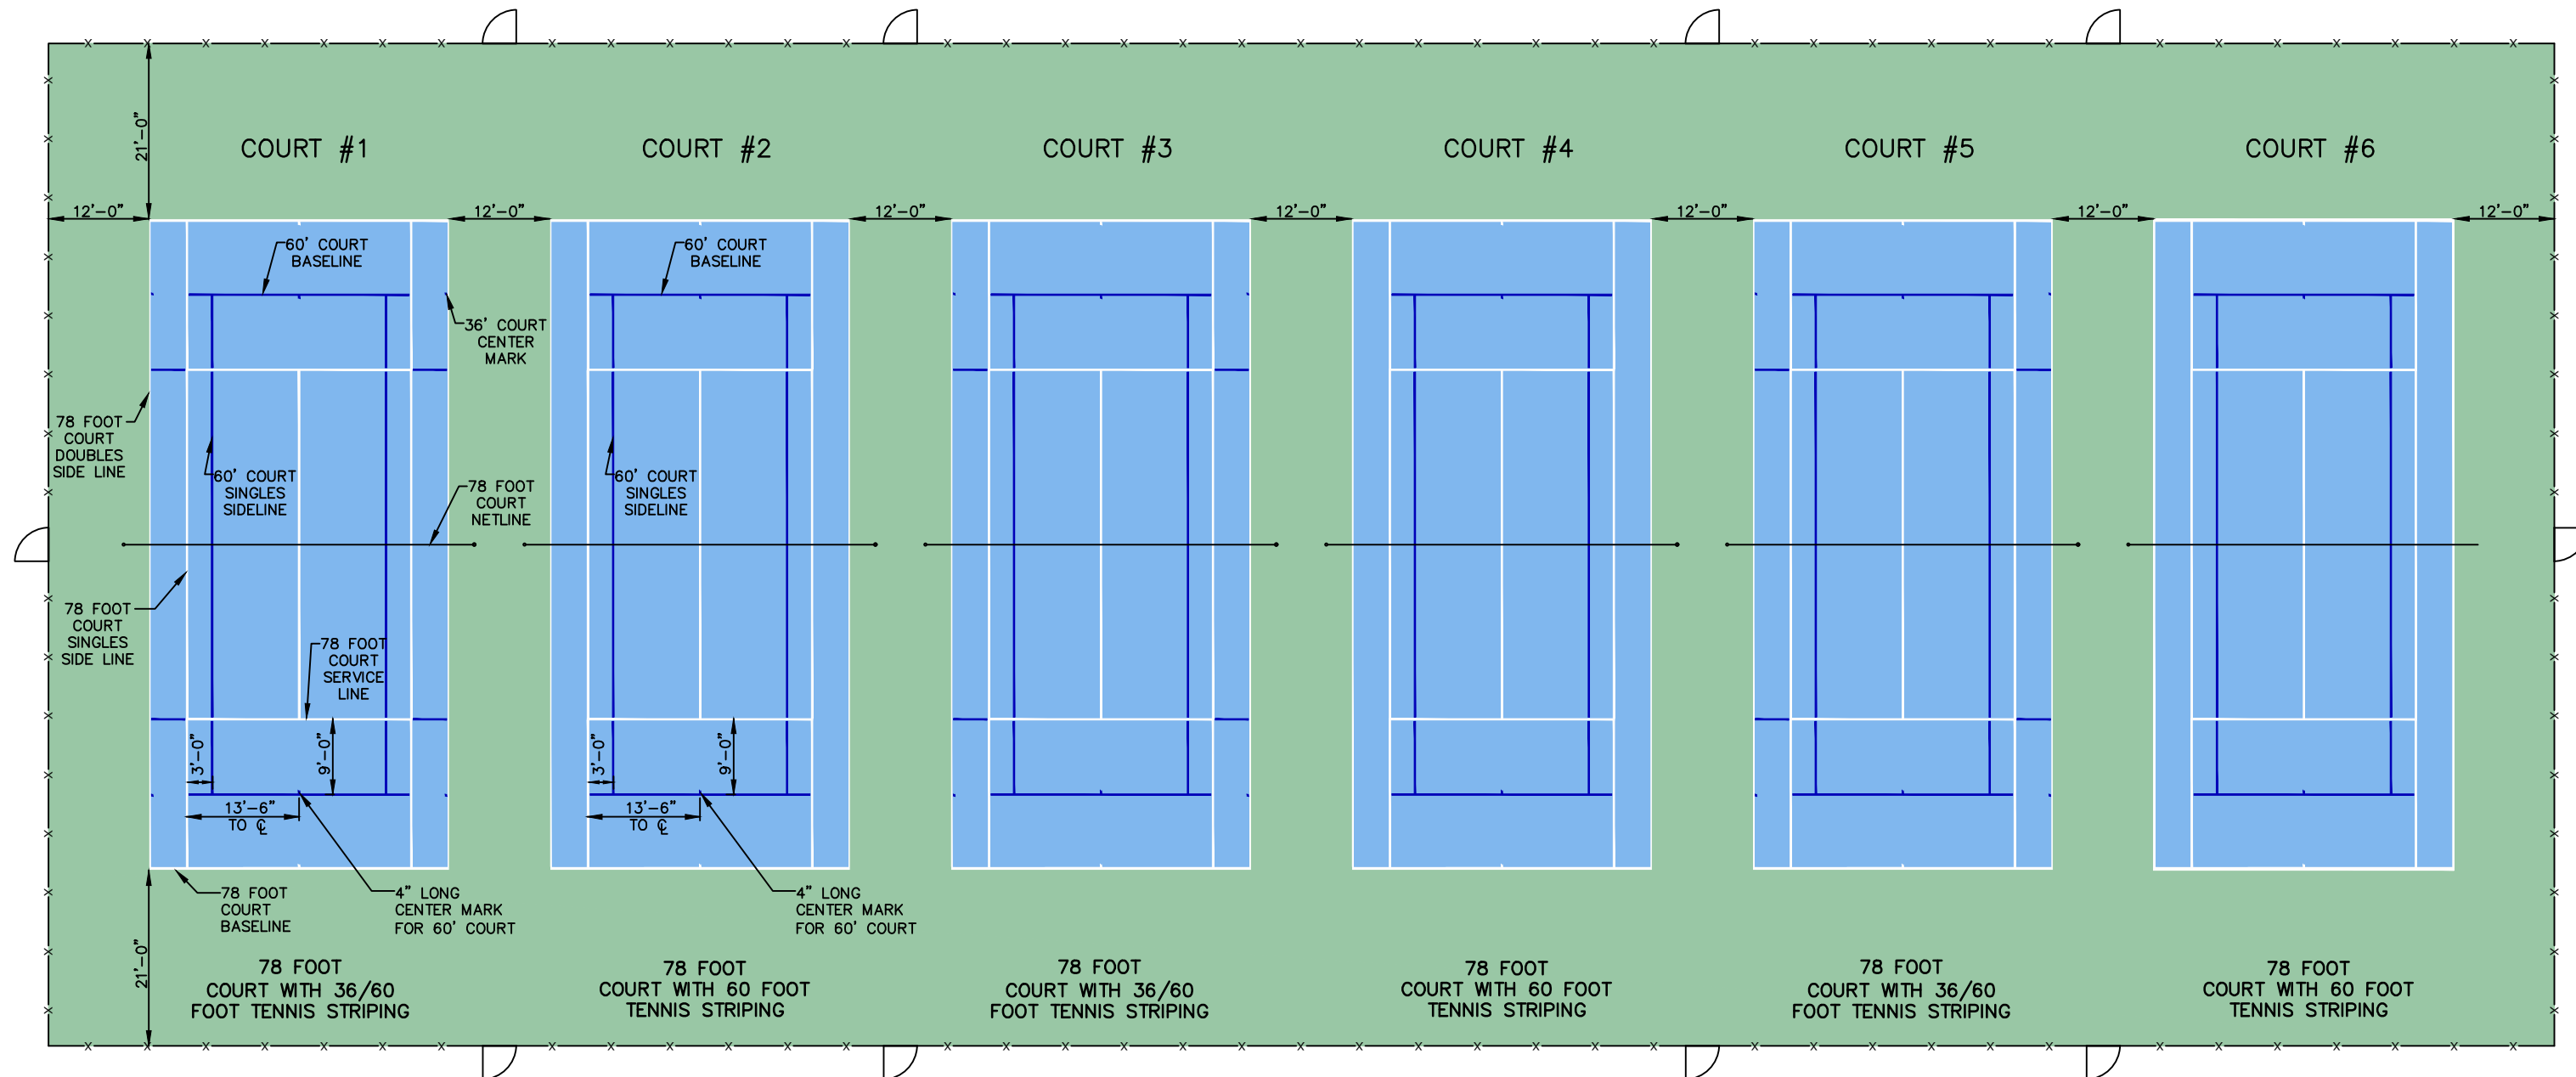 COURT #1
COURT #2
COURT #3
COURT #4
COURT #5
COURT #6
21'-0"
12'-0"
12'-0"
12'-0"
12'-0"
12'-0"
12'-0"
12'-0"
60' COURT
BASELINE
60' COURT
BASELINE
36' COURT
CENTER
MARK
78 FOOT
COURT
DOUBLES
SIDE LINE
60' COURT
SINGLES
SIDELINE
78 FOOT
COURT
NETLINE
60' COURT
SINGLES
SIDELINE
78 FOOT
COURT
SINGLES
SIDE LINE
78 FOOT
COURT
SERVICE
LINE
3'-0"
9'-0"
3'-0"
9'-0"
13'-6"
TO ℄
13'-6"
TO ℄
78 FOOT
COURT
BASELINE
4" LONG
CENTER MARK
FOR 60' COURT
4" LONG
CENTER MARK
FOR 60' COURT
21'-0"
78 FOOT
COURT WITH 36/60
FOOT TENNIS STRIPING
78 FOOT
COURT WITH 60 FOOT
TENNIS STRIPING
78 FOOT
COURT WITH 36/60
FOOT TENNIS STRIPING
78 FOOT
COURT WITH 60 FOOT
TENNIS STRIPING
78 FOOT
COURT WITH 36/60
FOOT TENNIS STRIPING
78 FOOT
COURT WITH 60 FOOT
TENNIS STRIPING